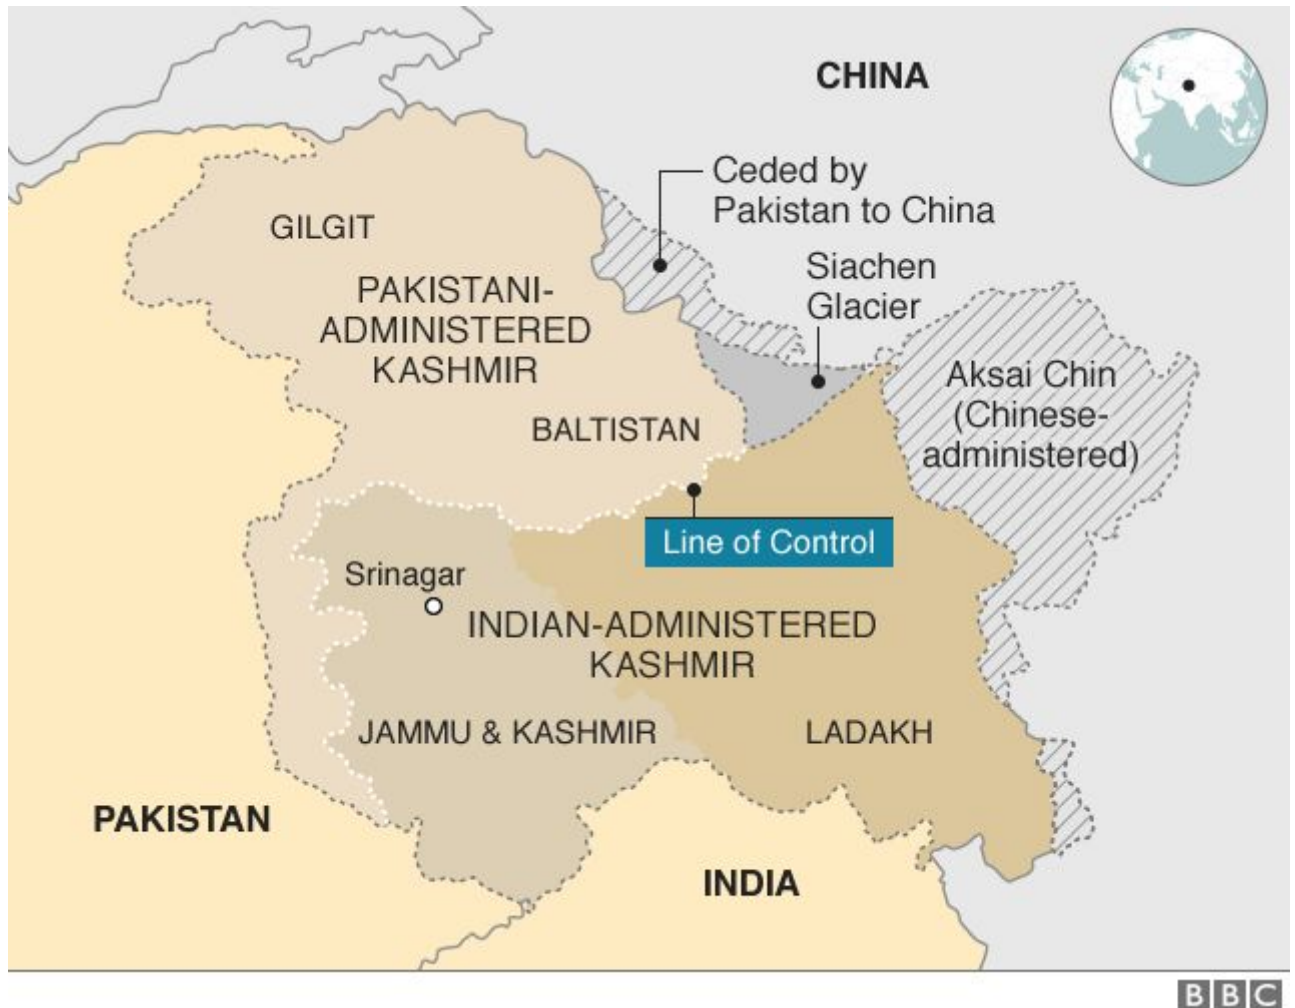 CHINA
Ceded by
Pakistan to China
Siachen
Glacier
GILGIT
PAKISTANI-
ADMINISTERED
KASHMIR
Aksai Chin
(Chinese-
administered)
BALTISTAN
Line of Control
Srinagar
INDIAN-ADMINISTERED
KASHMIR
JAMMU & KASHMIR
LADAKH
PAKISTAN
INDIA
BBC